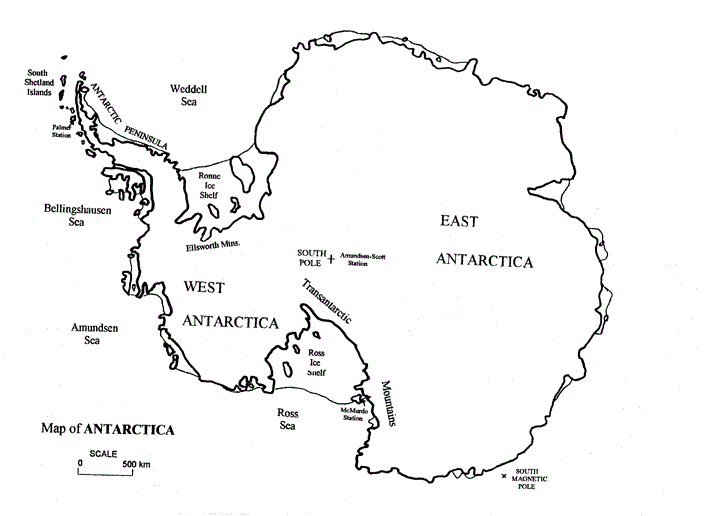 South
Shetland
Islands
Weddell
Sea
ANTARCTIC
PENINSULA
Palmer
Station
Ronne
Ice
Shelf
Bellingshausen
Sea
Ellsworth Mtns.
EAST
ANTARCTICA
SOUTH
POLE
Amundsen-Scott
Station
WEST
ANTARCTICA
Transantarctic
Mountains
Amundsen
Sea
Ross
Ice
Shelf
Ross
Sea
McMurdo
Station
Map of ANTARCTICA
SCALE
0 500 km
SOUTH
MAGNETIC
POLE